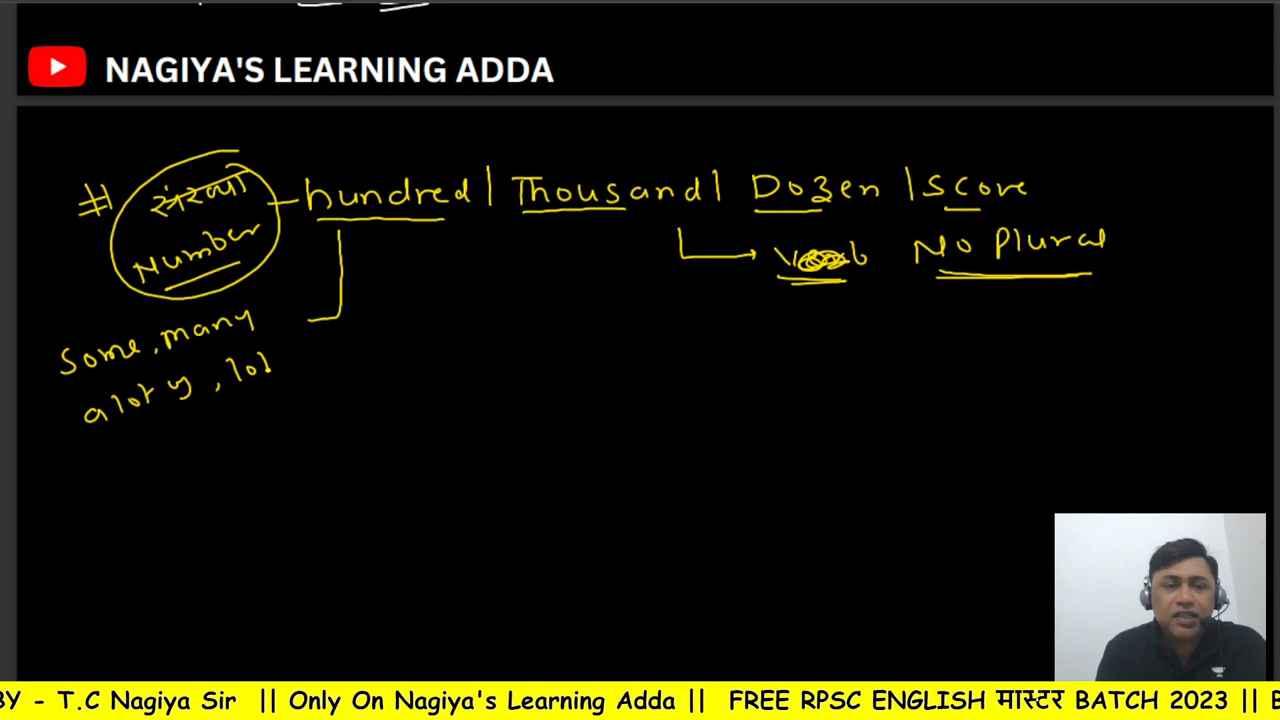 NAGIYA'S LEARNING ADDA
# संख्या - hundred | Thousand | Dozen | Score
Number
No Plural
Some, many
a lot of, lot
BY - T.C Nagiya Sir || Only On Nagiya's Learning Adda || FREE RPSC ENGLISH मास्टर BATCH 2023 ||